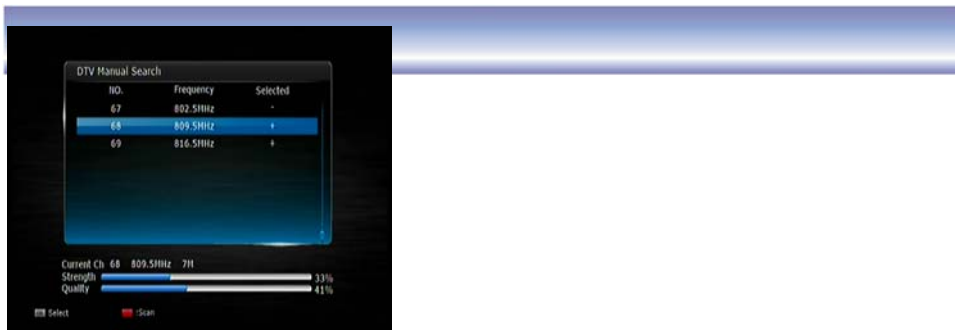 DTV Manual Search
NO. Frequency Selected
67 802.5MHz -
68 809.5MHz +
69 816.5MHz +
Current Ch 68 809.5MHz 7M
Strength 33%
Quality 41%
Select :Scan